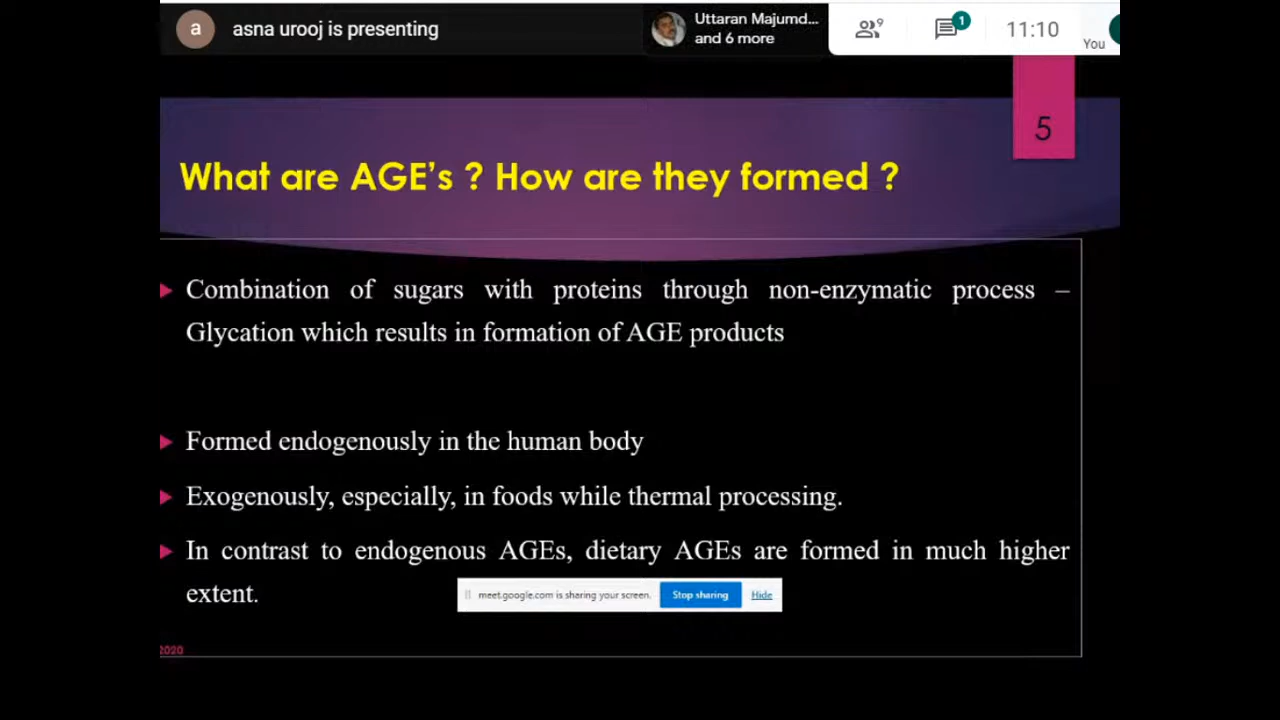 a asna urooj is presenting
Uttaran Majumd...
and 6 more
9
1
11:10
You
5
What are AGE's ? How are they formed ?
Combination of sugars with proteins through non-enzymatic process –
Glycation which results in formation of AGE products
Formed endogenously in the human body
Exogenously, especially, in foods while thermal processing.
In contrast to endogenous AGEs, dietary AGEs are formed in much higher
extent.
meet.google.com is sharing your screen. Stop sharing Hide
2020